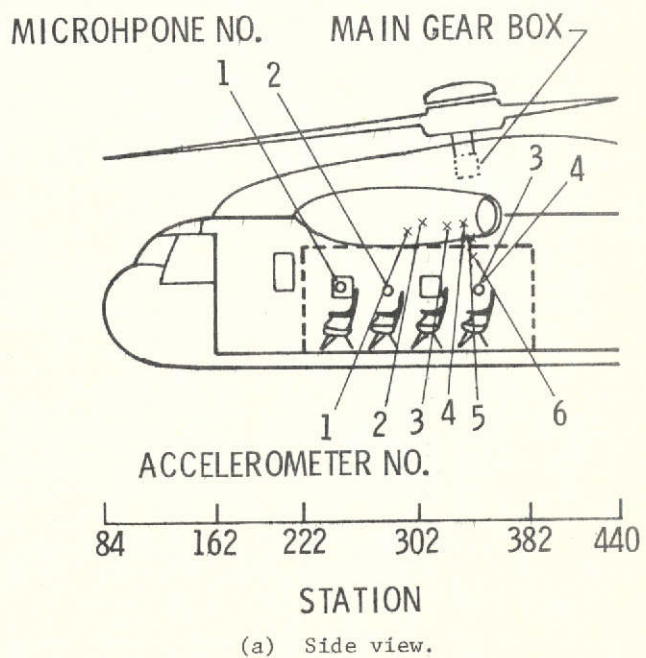 MICROHPONE NO. MAIN GEAR BOX
1 2
3 4
1 2 3 4 5 6
ACCELEROMETER NO.
84 162 222 302 382 440
STATION
(a) Side view.